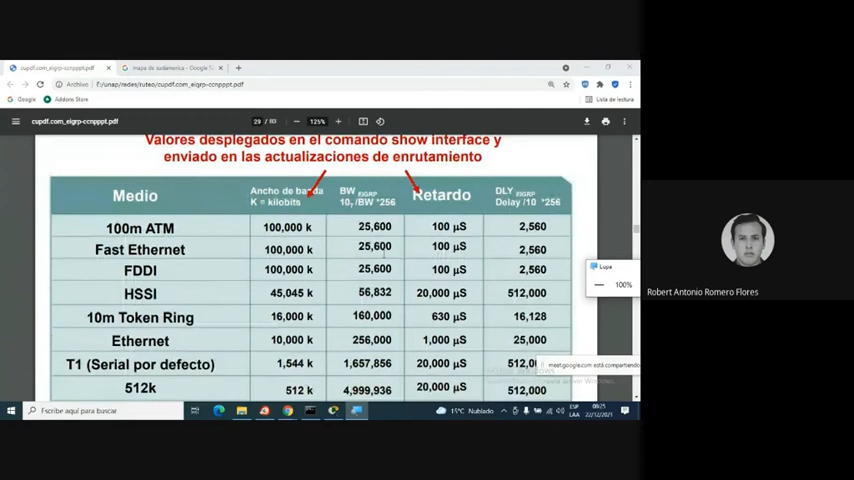 cupdf.com_eigrp-ccnpppt.pdf
mapa de sudamerica - Google
Archivo
E:/unap/redes/ruteo/cupdf.com_eigrp-ccnpppt.pdf
Google
Addons Store
Lista de lectura
cupdf.com_eigrp-ccnpppt.pdf
29 / 83
125%
Valores desplegados en el comando show interface y
enviado en las actualizaciones de enrutamiento
Medio
Ancho de banda
K = kilobits
BW EIGRP
10, /BW *256
Retardo
DLY EIGRP
Delay /10 *256
100m ATM 100,000 k 25,600 100 µS 2,560
Fast Ethernet 100,000 k 25,600 100 µS 2,560
FDDI 100,000 k 25,600 100 µS 2,560
HSSI 45,045 k 56,832 20,000 µS 512,000
10m Token Ring 16,000 k 160,000 630 µS 16,128
Ethernet 10,000 k 256,000 1,000 µS 25,000
T1 (Serial por defecto) 1,544 k 1,657,856 20,000 µS
512k 512 k 4,999,936 20,000 µS 512,000
Lupa
100%
meet.google.com está compartiendo
Robert Antonio Romero Flores
Escribe aquí para buscar
15°C Nublado
ESP
LAA
08:25
22/12/2021